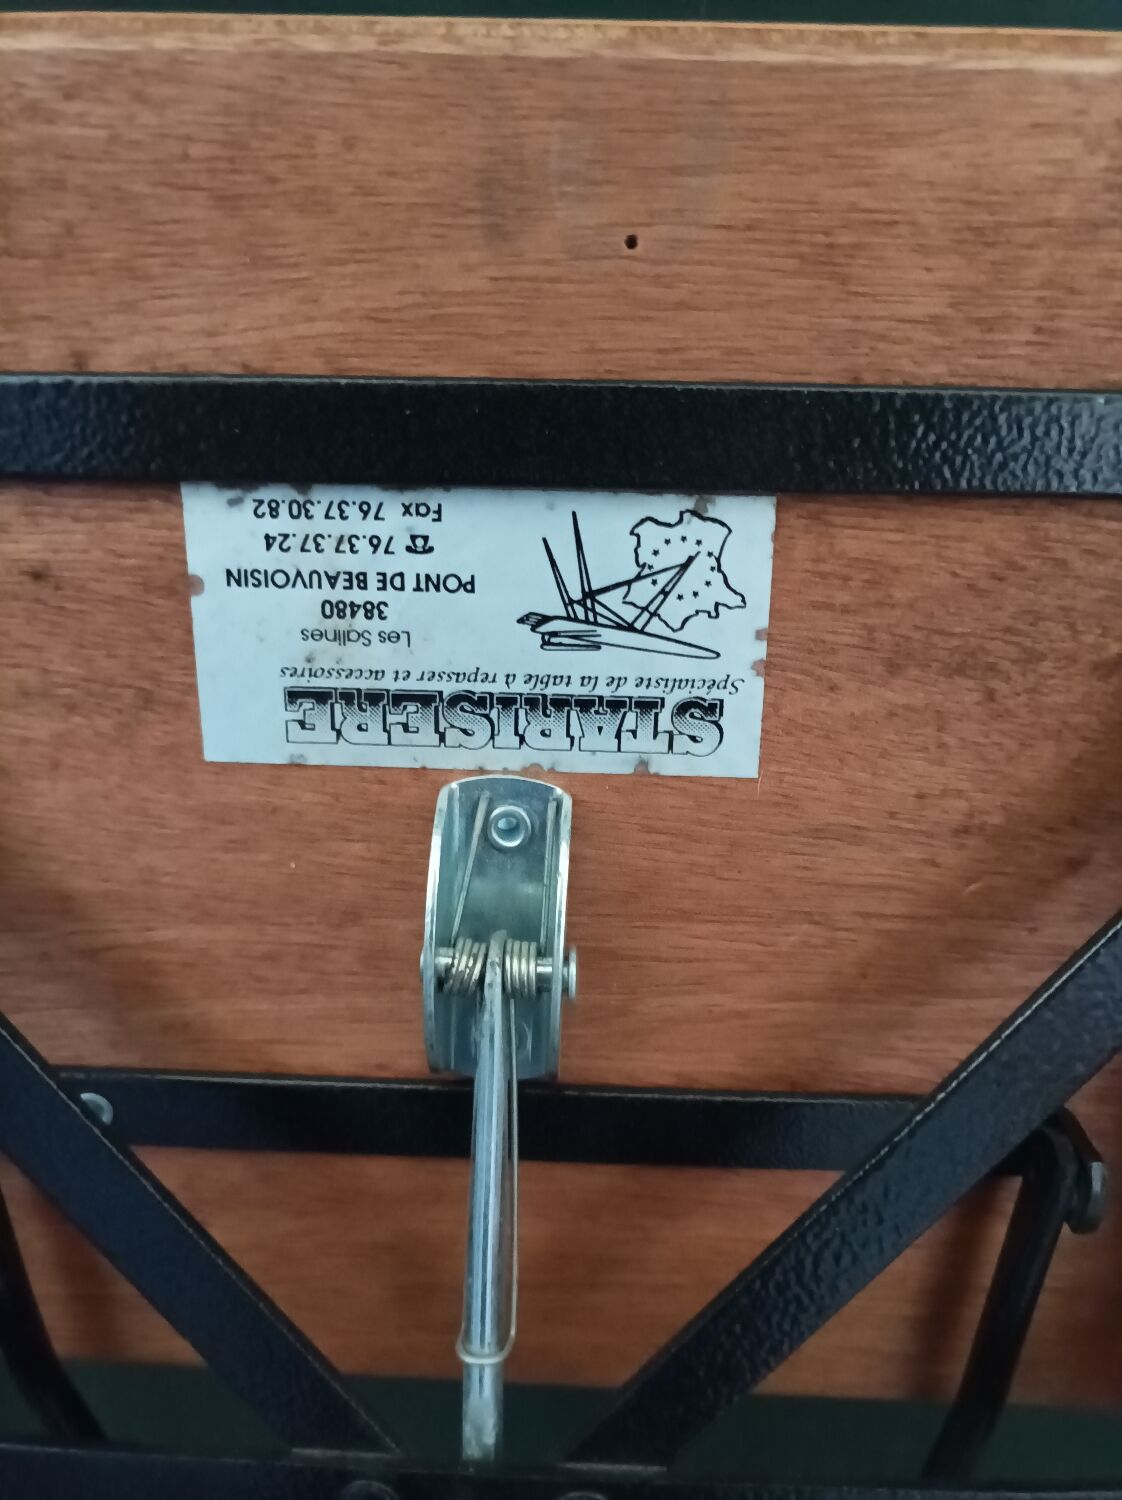 STARISERE
Spécialiste de la table à repasser et accessoires
Les Salines
38480
PONT DE BEAUVOISIN
☎ 76.37.37.24
Fax 76.37.30.82